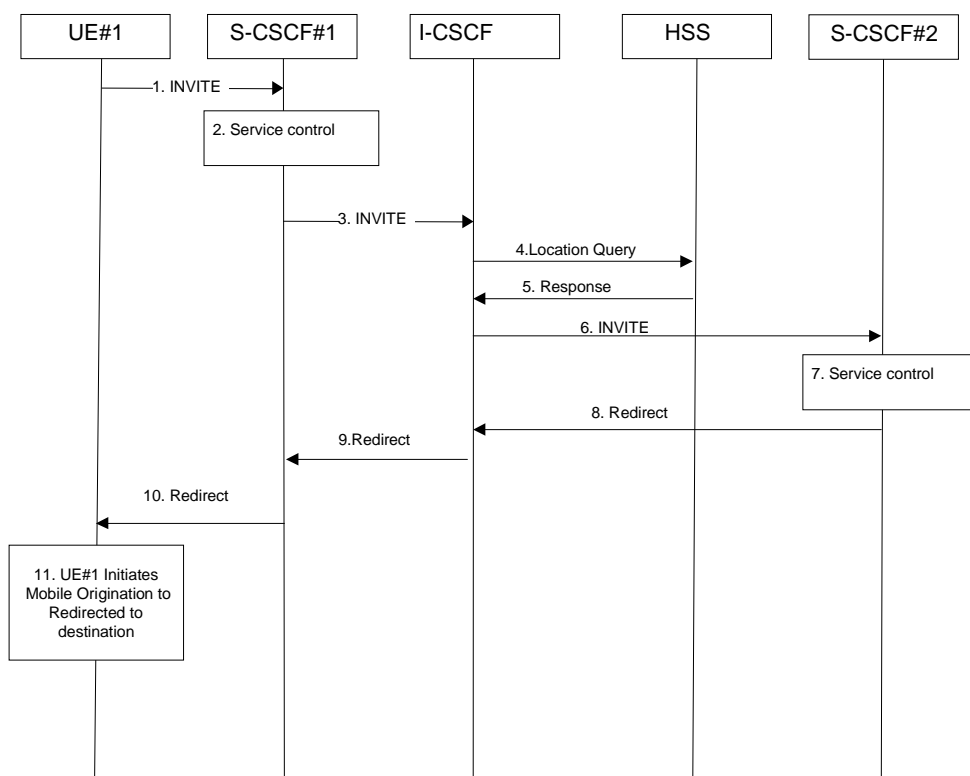 UE#1
S-CSCF#1
I-CSCF
HSS
S-CSCF#2
1. INVITE
2. Service control
3. INVITE
4.Location Query
5. Response
6. INVITE
7. Service control
8. Redirect
9.Redirect
10. Redirect
11. UE#1 Initiates
Mobile Origination to
Redirected to
destination